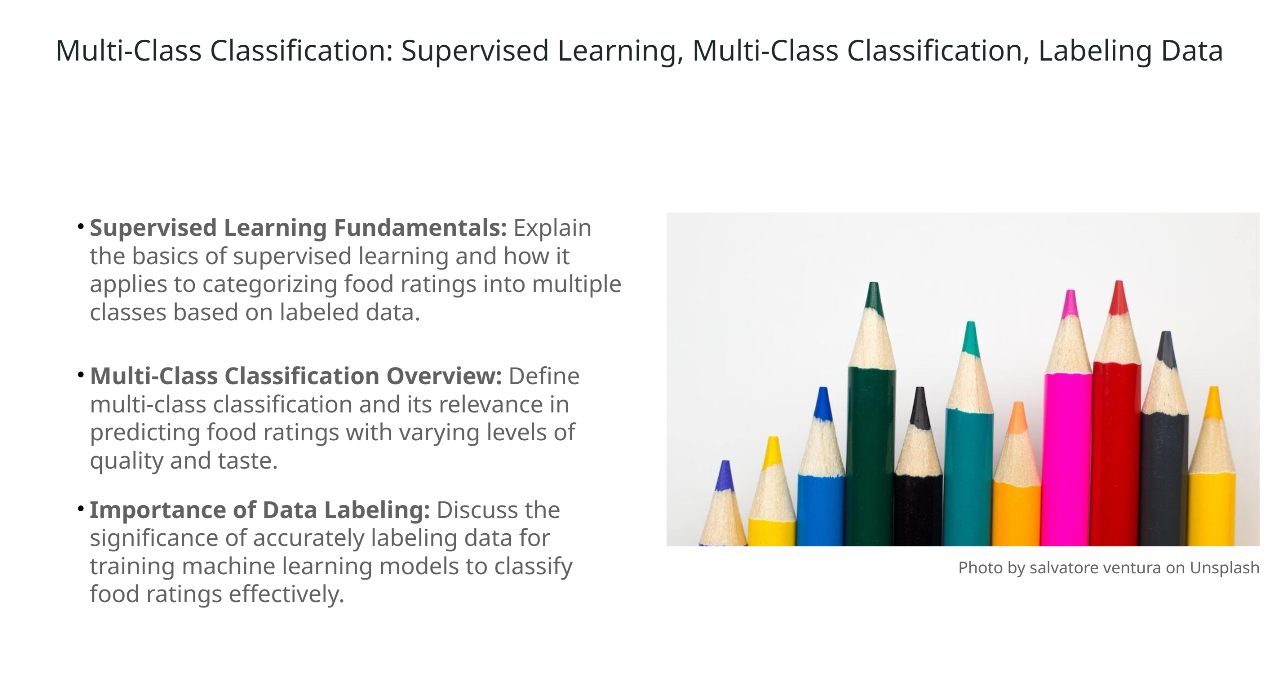 Multi-Class Classification: Supervised Learning, Multi-Class Classification, Labeling Data
• Supervised Learning Fundamentals: Explain
the basics of supervised learning and how it
applies to categorizing food ratings into multiple
classes based on labeled data.
• Multi-Class Classification Overview: Define
multi-class classification and its relevance in
predicting food ratings with varying levels of
quality and taste.
• Importance of Data Labeling: Discuss the
significance of accurately labeling data for
training machine learning models to classify
food ratings effectively.
Photo by salvatore ventura on Unsplash